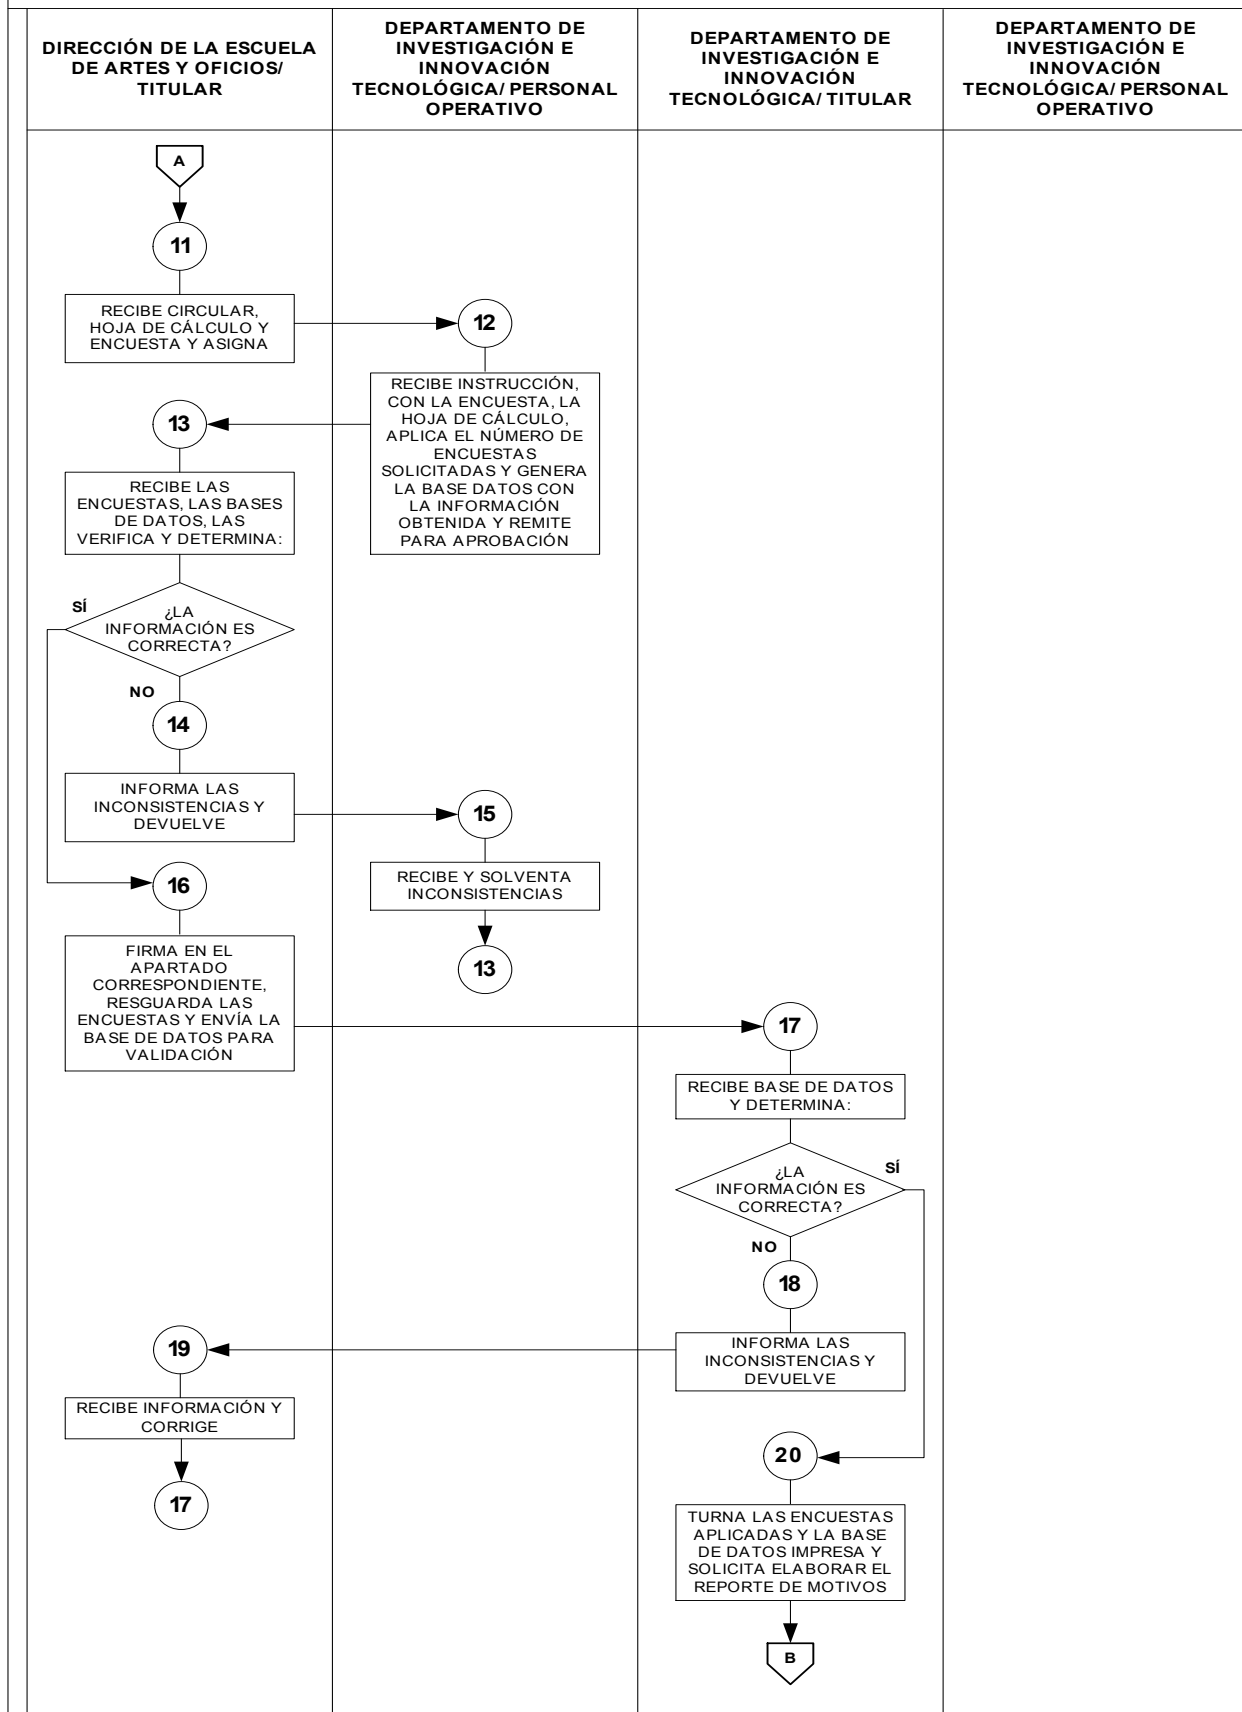 DIRECCIÓN DE LA ESCUELA
DE ARTES Y OFICIOS/
TITULAR
DEPARTAMENTO DE
INVESTIGACIÓN E
INNOVACIÓN
TECNOLÓGICA/ PERSONAL
OPERATIVO
DEPARTAMENTO DE
INVESTIGACIÓN E
INNOVACIÓN
TECNOLÓGICA/ TITULAR
DEPARTAMENTO DE
INVESTIGACIÓN E
INNOVACIÓN
TECNOLÓGICA/ PERSONAL
OPERATIVO
A
11
RECIBE CIRCULAR,
HOJA DE CÁLCULO Y
ENCUESTA Y ASIGNA
12
RECIBE INSTRUCCIÓN,
CON LA ENCUESTA, LA
HOJA DE CÁLCULO,
APLICA EL NÚMERO DE
ENCUESTAS
SOLICITADAS Y GENERA
LA BASE DATOS CON
LA INFORMACIÓN
OBTENIDA Y REMITE
PARA APROBACIÓN
13
RECIBE LAS
ENCUESTAS, LAS BASES
DE DATOS, LAS
VERIFICA Y DETERMINA:
SÍ
¿LA
INFORMACIÓN ES
CORRECTA?
NO
14
INFORMA LAS
INCONSISTENCIAS Y
DEVUELVE
15
RECIBE Y SOLVENTA
INCONSISTENCIAS
13
16
FIRMA EN EL
APARTADO
CORRESPONDIENTE,
RESGUARDA LAS
ENCUESTAS Y ENVÍA LA
BASE DE DATOS PARA
VALIDACIÓN
17
RECIBE BASE DE DATOS
Y DETERMINA:
¿LA
INFORMACIÓN ES
CORRECTA?
SÍ
NO
18
INFORMA LAS
INCONSISTENCIAS Y
DEVUELVE
19
RECIBE INFORMACIÓN Y
CORRIGE
17
20
TURNA LAS ENCUESTAS
APLICADAS Y LA BASE
DE DATOS IMPRESA Y
SOLICITA ELABORAR EL
REPORTE DE MOTIVOS
B